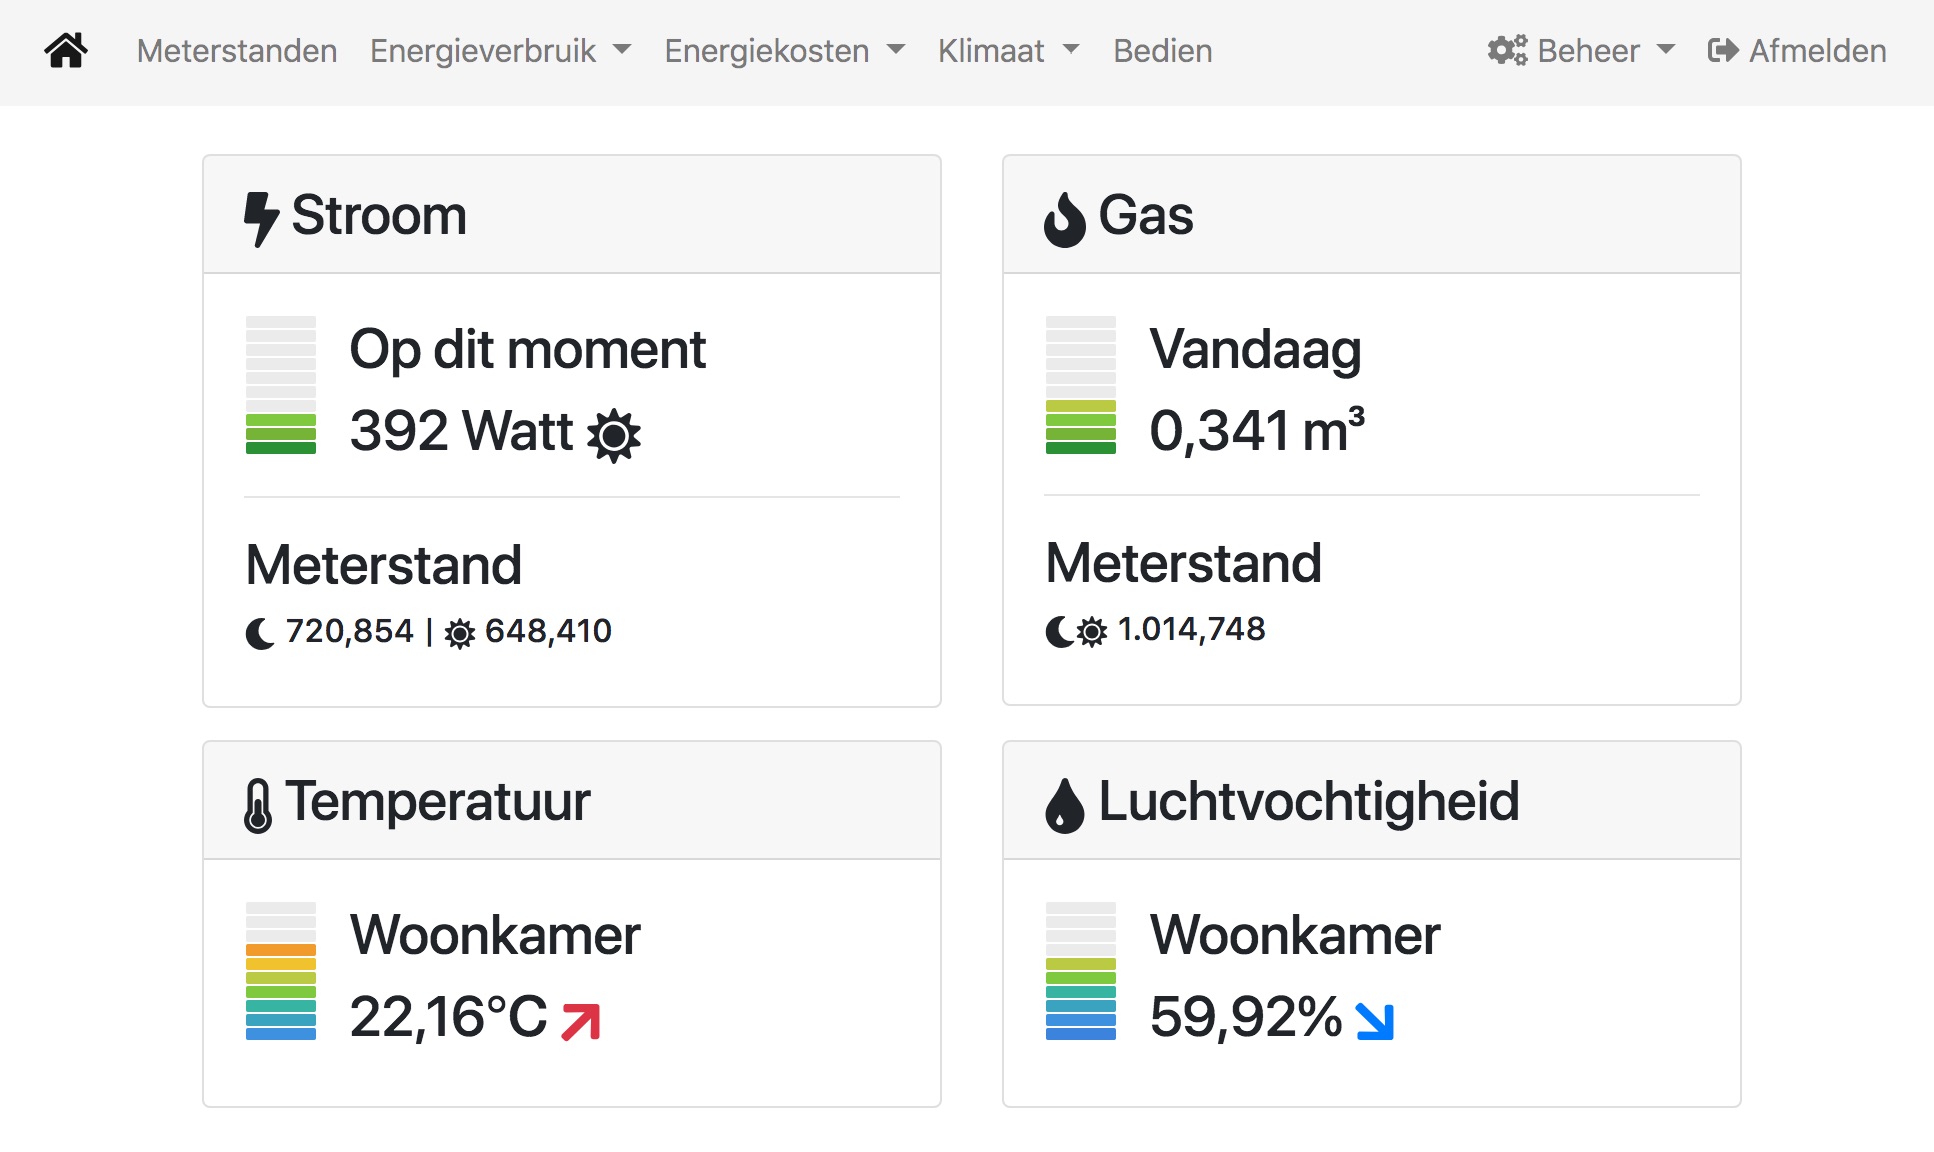 Meterstanden Energieverbruik Energiekosten Klimaat Bedien Beheer Afmelden
Stroom
Op dit moment
392 Watt
Meterstand
720,854 | 648,410
Gas
Vandaag
0,341 m³
Meterstand
1.014,748
Temperatuur
Woonkamer
22,16°C
Luchtvochtigheid
Woonkamer
59,92%